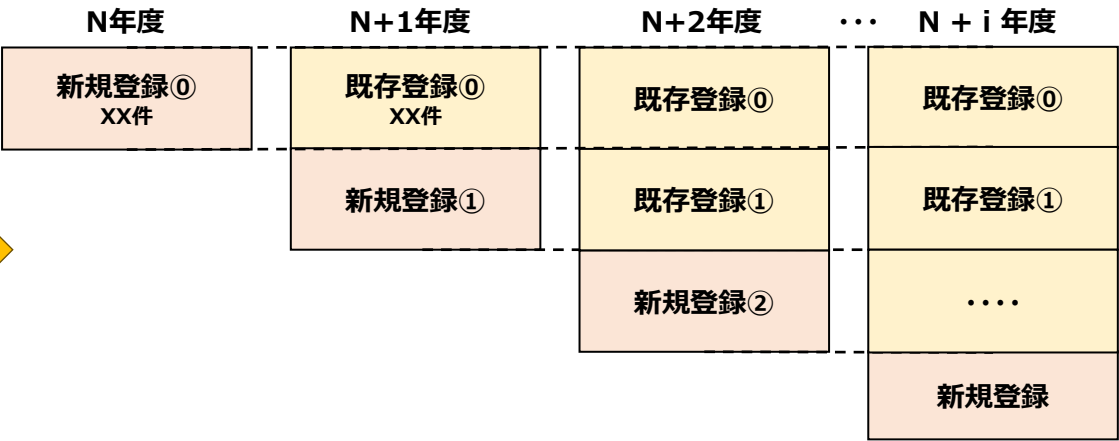 N年度 N+1年度 N+2年度 ・・・ N + i 年度
新規登録⓪
XX件
既存登録⓪
XX件
新規登録①
既存登録⓪
既存登録①
新規登録②
既存登録⓪
既存登録①
・・・・
新規登録